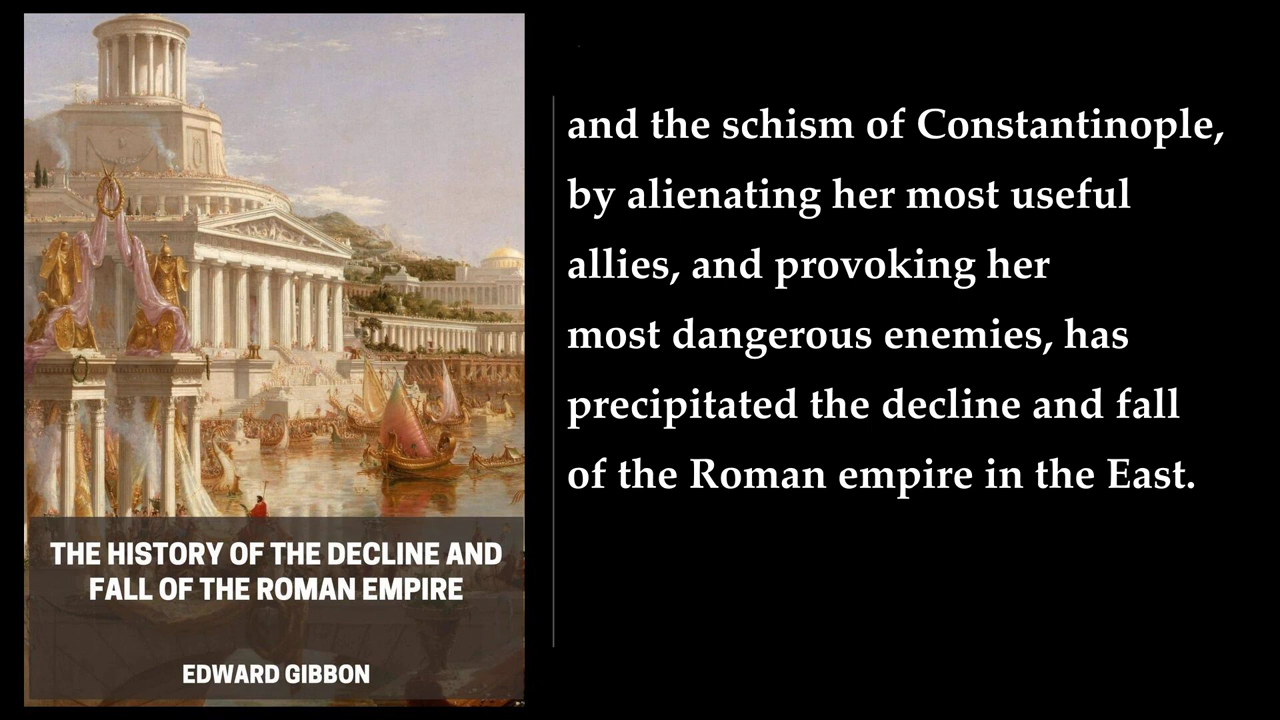 and the schism of Constantinople,
by alienating her most useful
allies, and provoking her
most dangerous enemies, has
precipitated the decline and fall
of the Roman empire in the East.
THE HISTORY OF THE DECLINE AND
FALL OF THE ROMAN EMPIRE
EDWARD GIBBON